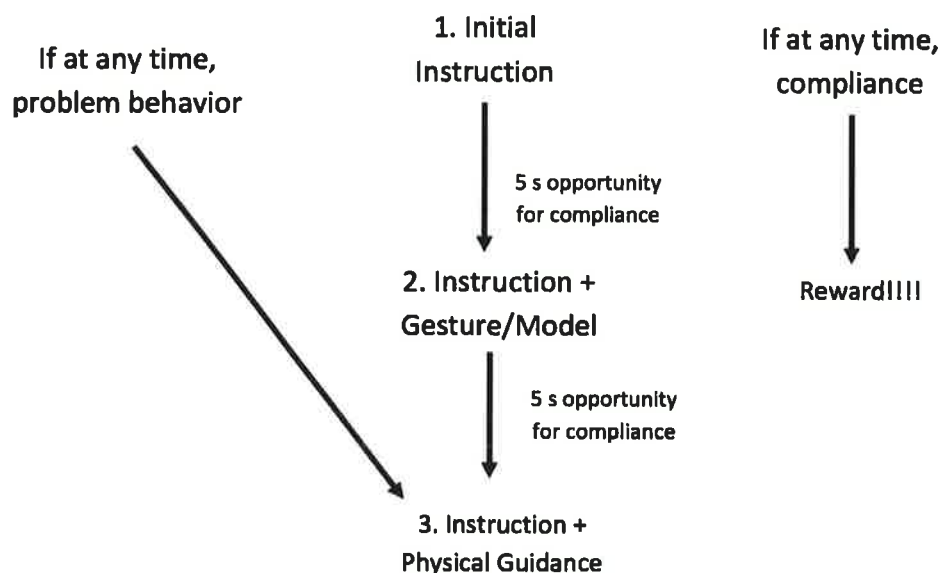 If at any time,
problem behavior
1. Initial
Instruction
If at any time,
compliance
5 s opportunity
for compliance
2. Instruction +
Gesture/Model
Reward!!!!
5 s opportunity
for compliance
3. Instruction +
Physical Guidance